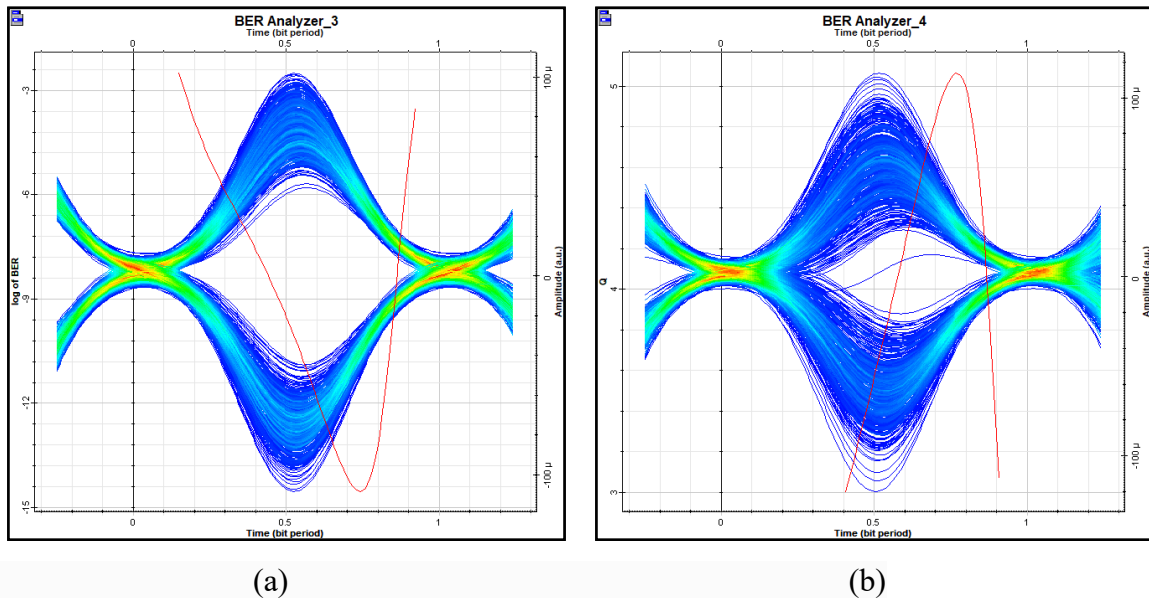 BER Analyzer_3
Time (bit period)
0 0.5 1
-3
-6
-9
-12
-15
log of BER
100 µ
0
-100 µ
Amplitude (a.u.)
0 0.5 1
Time (bit period)
(a)
BER Analyzer_4
Time (bit period)
0 0.5 1
5
4
3
Q
100 µ
0
-100 µ
Amplitude (a.u.)
0 0.5 1
Time (bit period)
(b)